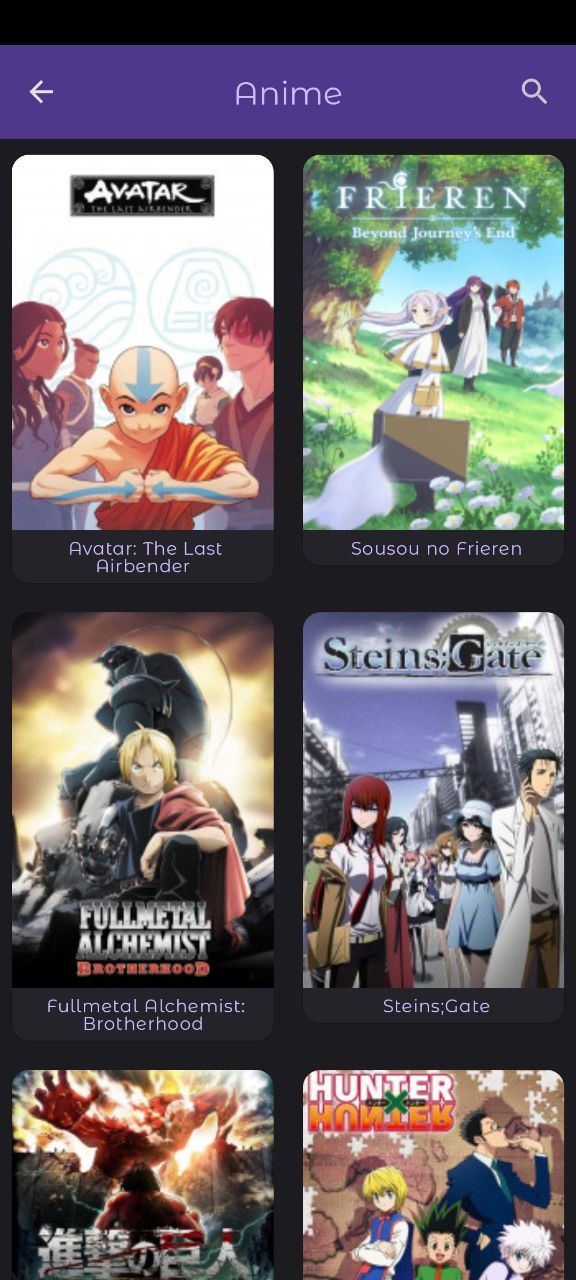 Anime
AVATAR
THE LAST AIRBENDER
FRIEREN
Beyond Journey's End
Avatar: The Last
Airbender
Sousou no Frieren
FULLMETAL
ALCHEMIST
BROTHERHOOD
Steins;Gate
Fullmetal Alchemist:
Brotherhood
Steins;Gate
進撃の巨人
HUNTER
X
HUNTER